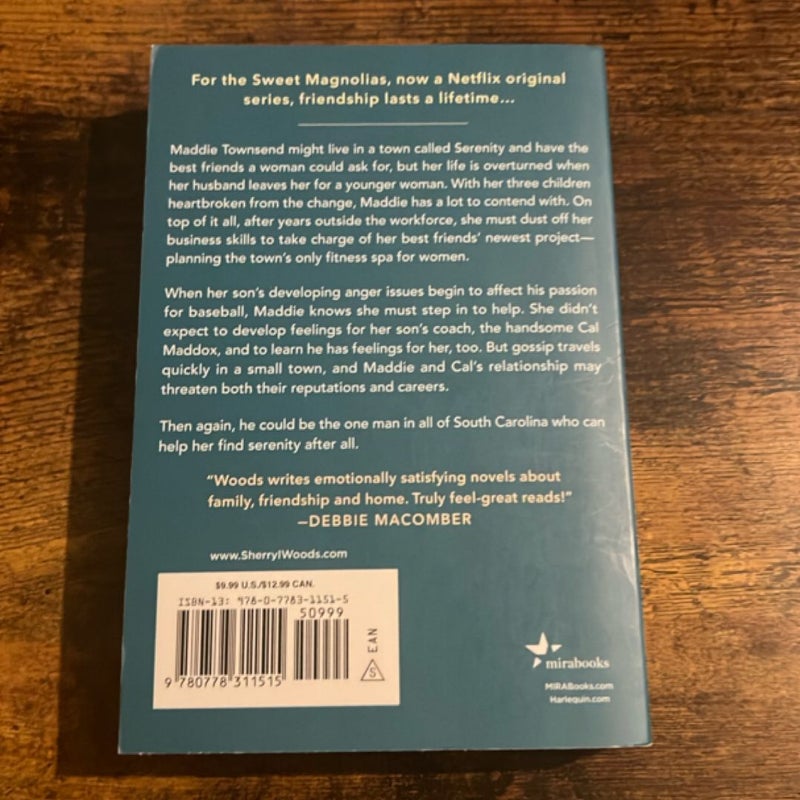 For the Sweet Magnolias, now a Netflix original
series, friendship lasts a lifetime...
Maddie Townsend might live in a town called Serenity and have the
best friends a woman could ask for, but her life is overturned when
her husband leaves her for a younger woman. With her three children
heartbroken from the change, Maddie has a lot to contend with. On
top of it all, after years outside the workforce, she must dust off her
business skills to take charge of her best friends' newest project—
planning the town's only fitness spa for women.
When her son's developing anger issues begin to affect his passion
for baseball, Maddie knows she must step in to help. She didn't
expect to develop feelings for her son's coach, the handsome Cal
Maddox, and to learn he has feelings for her, too. But gossip travels
quickly in a small town, and Maddie and Cal's relationship may
threaten both their reputations and careers.
Then again, he could be the one man in all of South Carolina who can
help her find serenity after all.
"Woods writes emotionally satisfying novels about
family, friendship and home. Truly feel-great reads!"
—DEBBIE MACOMBER
www.SherrylWoods.com
$9.99 U.S./$12.99 CAN.
ISBN-13: 978-0-7783-1151-5
50999
EAN
S
9 780778 311515
mirabooks
MIRABooks.com
Harlequin.com